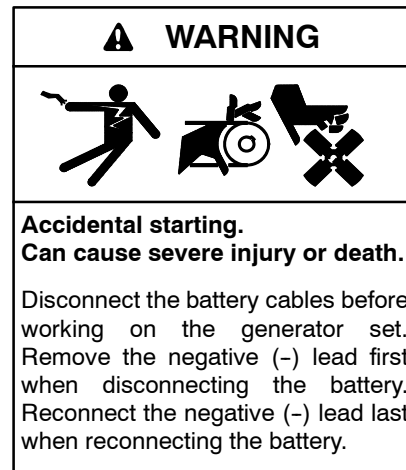 WARNING
Accidental starting.
Can cause severe injury or death.
Disconnect the battery cables before
working on the generator set.
Remove the negative (–) lead first
when disconnecting the battery.
Reconnect the negative (–) lead last
when reconnecting the battery.